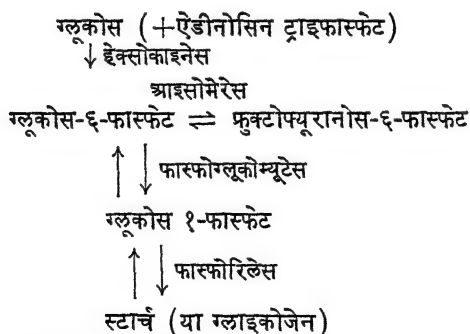 ग्लूकोस (+ऐडीनोसिन ट्राइफास्फेट)
↓ हेक्सोकाइनेस
आइसोमेरेस
ग्लूकोस-६-फास्फेट ⇌ फ्रुक्टोफ्यूरानोस-६-फास्फेट
↑ ↓ फास्फोग्लूकोम्यूटेस
ग्लूकोस १-फास्फेट
↑ ↓ फास्फोरिलेस
स्टार्च (या ग्लाइकोजेन)